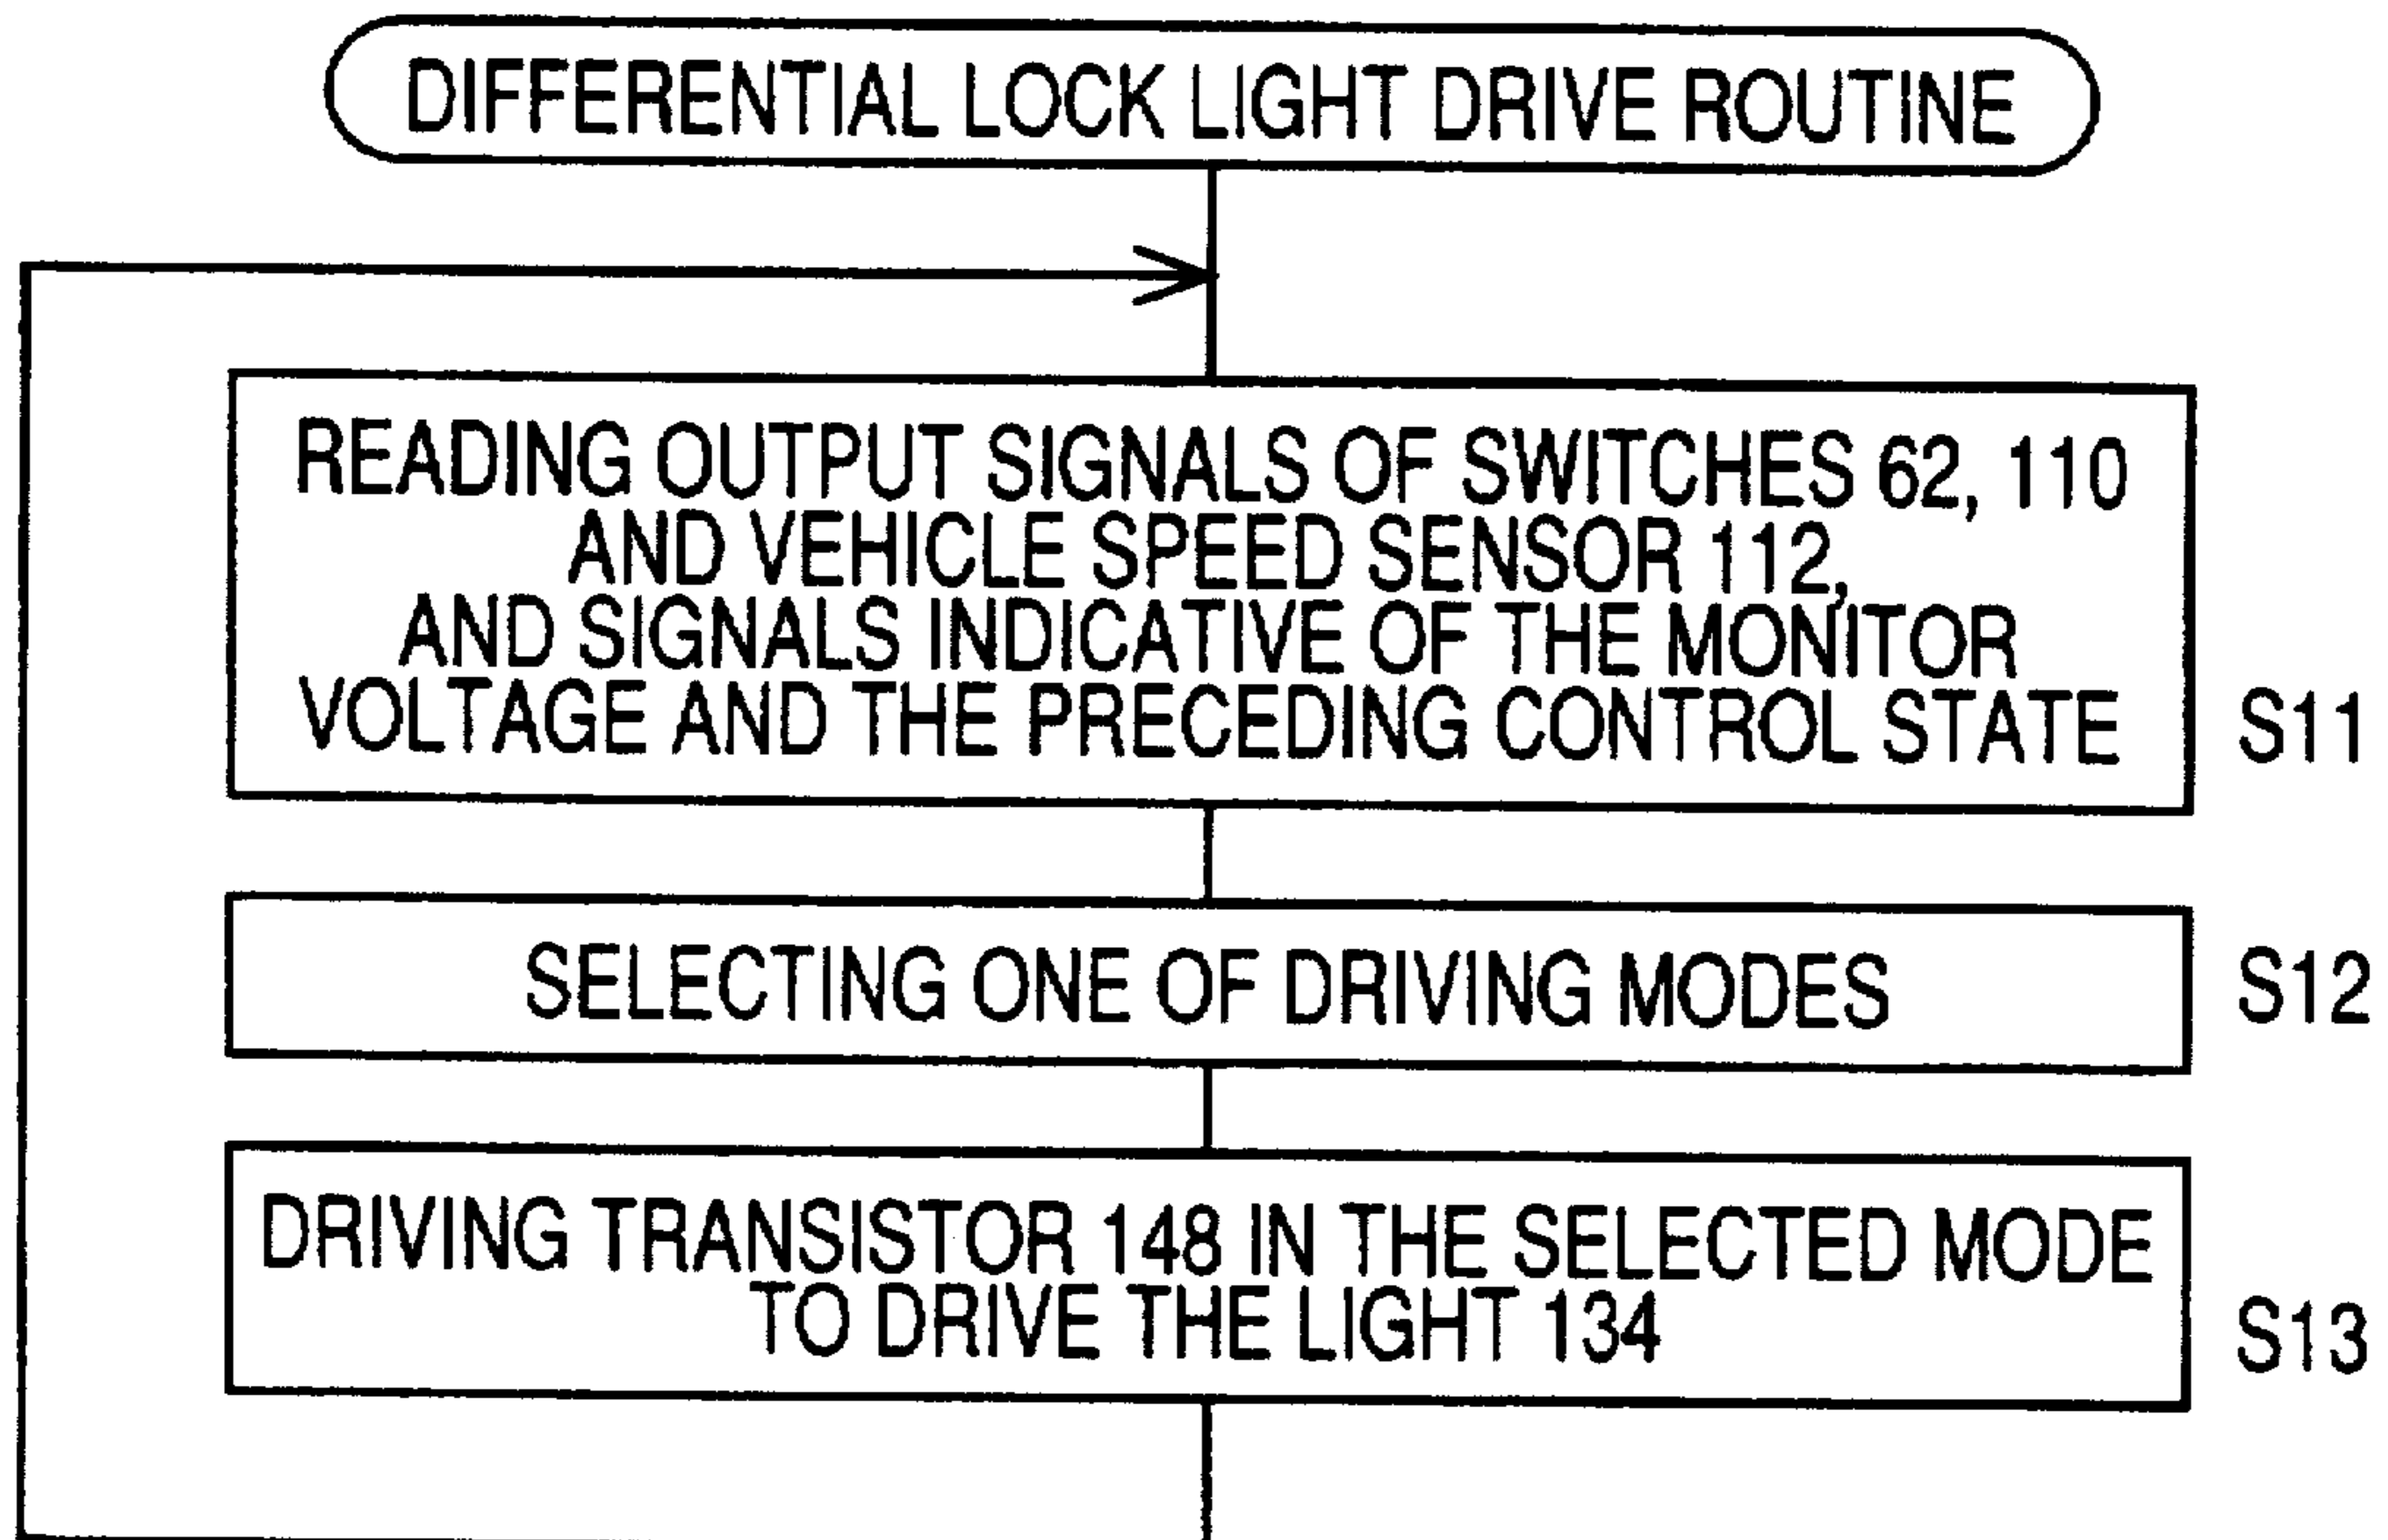 DIFFERENTIAL LOCK LIGHT DRIVE ROUTINE
READING OUTPUT SIGNALS OF SWITCHES 62, 110
AND VEHICLE SPEED SENSOR 112,
AND SIGNALS INDICATIVE OF THE MONITOR
VOLTAGE AND THE PRECEDING CONTROL STATE
S11
SELECTING ONE OF DRIVING MODES
S12
DRIVING TRANSISTOR 148 IN THE SELECTED MODE
TO DRIVE THE LIGHT 134
S13